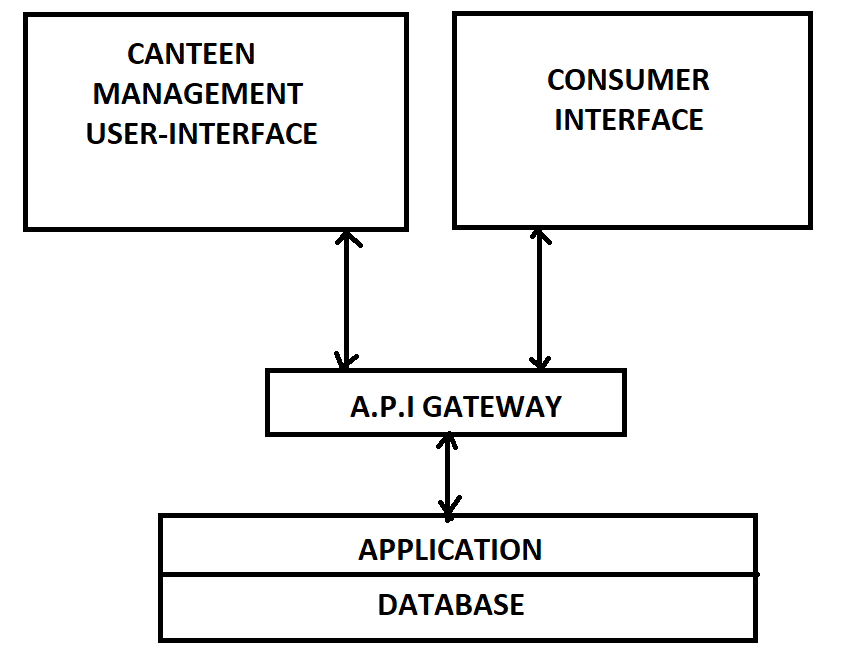 CANTEEN
MANAGEMENT
USER-INTERFACE
CONSUMER
INTERFACE
A.P.I GATEWAY
APPLICATION
DATABASE